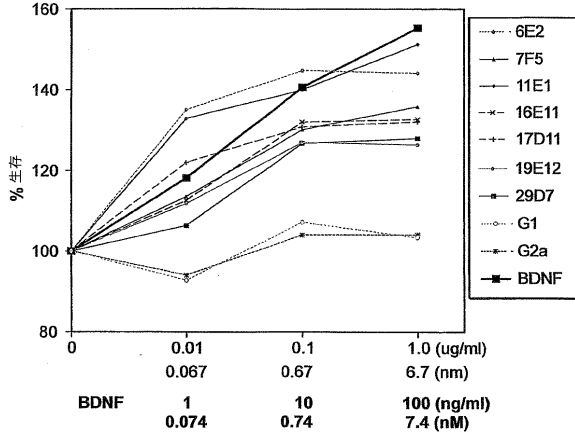 160
140
120
100
80
% 生存
6E2
7F5
11E1
16E11
17D11
19E12
29D7
G1
G2a
BDNF
0 0.01 0.1 1.0 (ug/ml)
0.067 0.67 6.7 (nm)
BDNF 1 10 100 (ng/ml)
0.074 0.74 7.4 (nM)